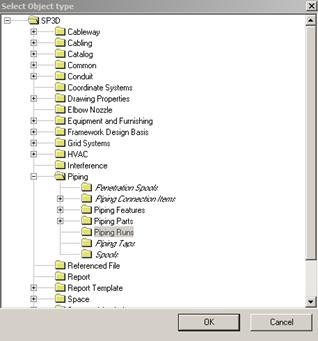 Select Object type
SP3D
Cableway
Cabling
Catalog
Common
Conduit
Coordinate Systems
Drawing Properties
Elbow Nozzle
Equipment and Furnishing
Framework Design Basis
Grid Systems
HVAC
Interference
Piping
Penetration Spools
Piping Connection Items
Piping Features
Piping Parts
Piping Runs
Piping Taps
Spools
Referenced File
Report
Report Template
Space
OK
Cancel